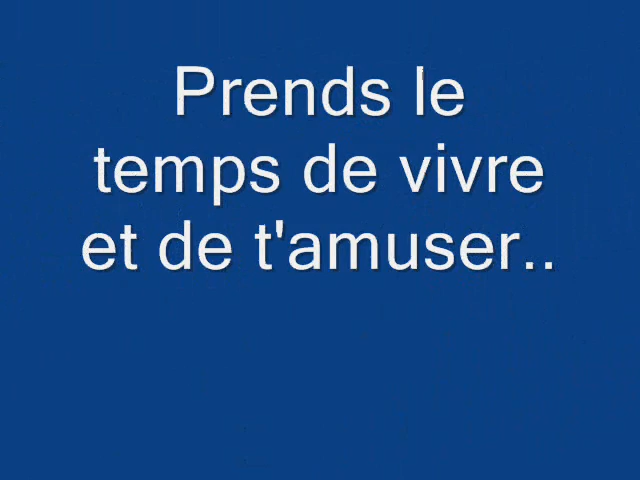 Prends le
temps de vivre
et de t'amuser..